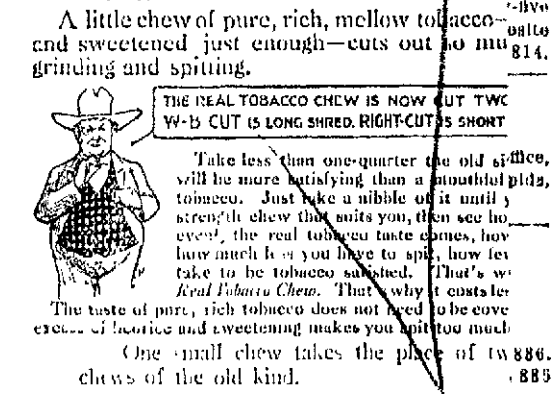 A little chew of pure, rich, mellow tobacco—
and sweetened just enough—cuts out so mu
814.
grinding and spitting.
THE REAL TOBACCO CHEW IS NOW CUT TWO
W-B CUT IS LONG SHRED. RIGHT-CUT IS SHORT
Take less than one-quarter the old si
will be more satisfying than a mouthful
tobacco. Just take a nibble of it until y
strength chew that suits you, then see ho
even, the real tobacco taste comes, how
how much less you have to spit, how few
take to be tobacco satisfied. That's w
Real Tobacco Chew. That's why it costs les
The taste of pure, rich tobacco does not need to be cove
excess of licorice and sweetening makes you spit too much
One small chew takes the place of tw
886.
chews of the old kind.
885